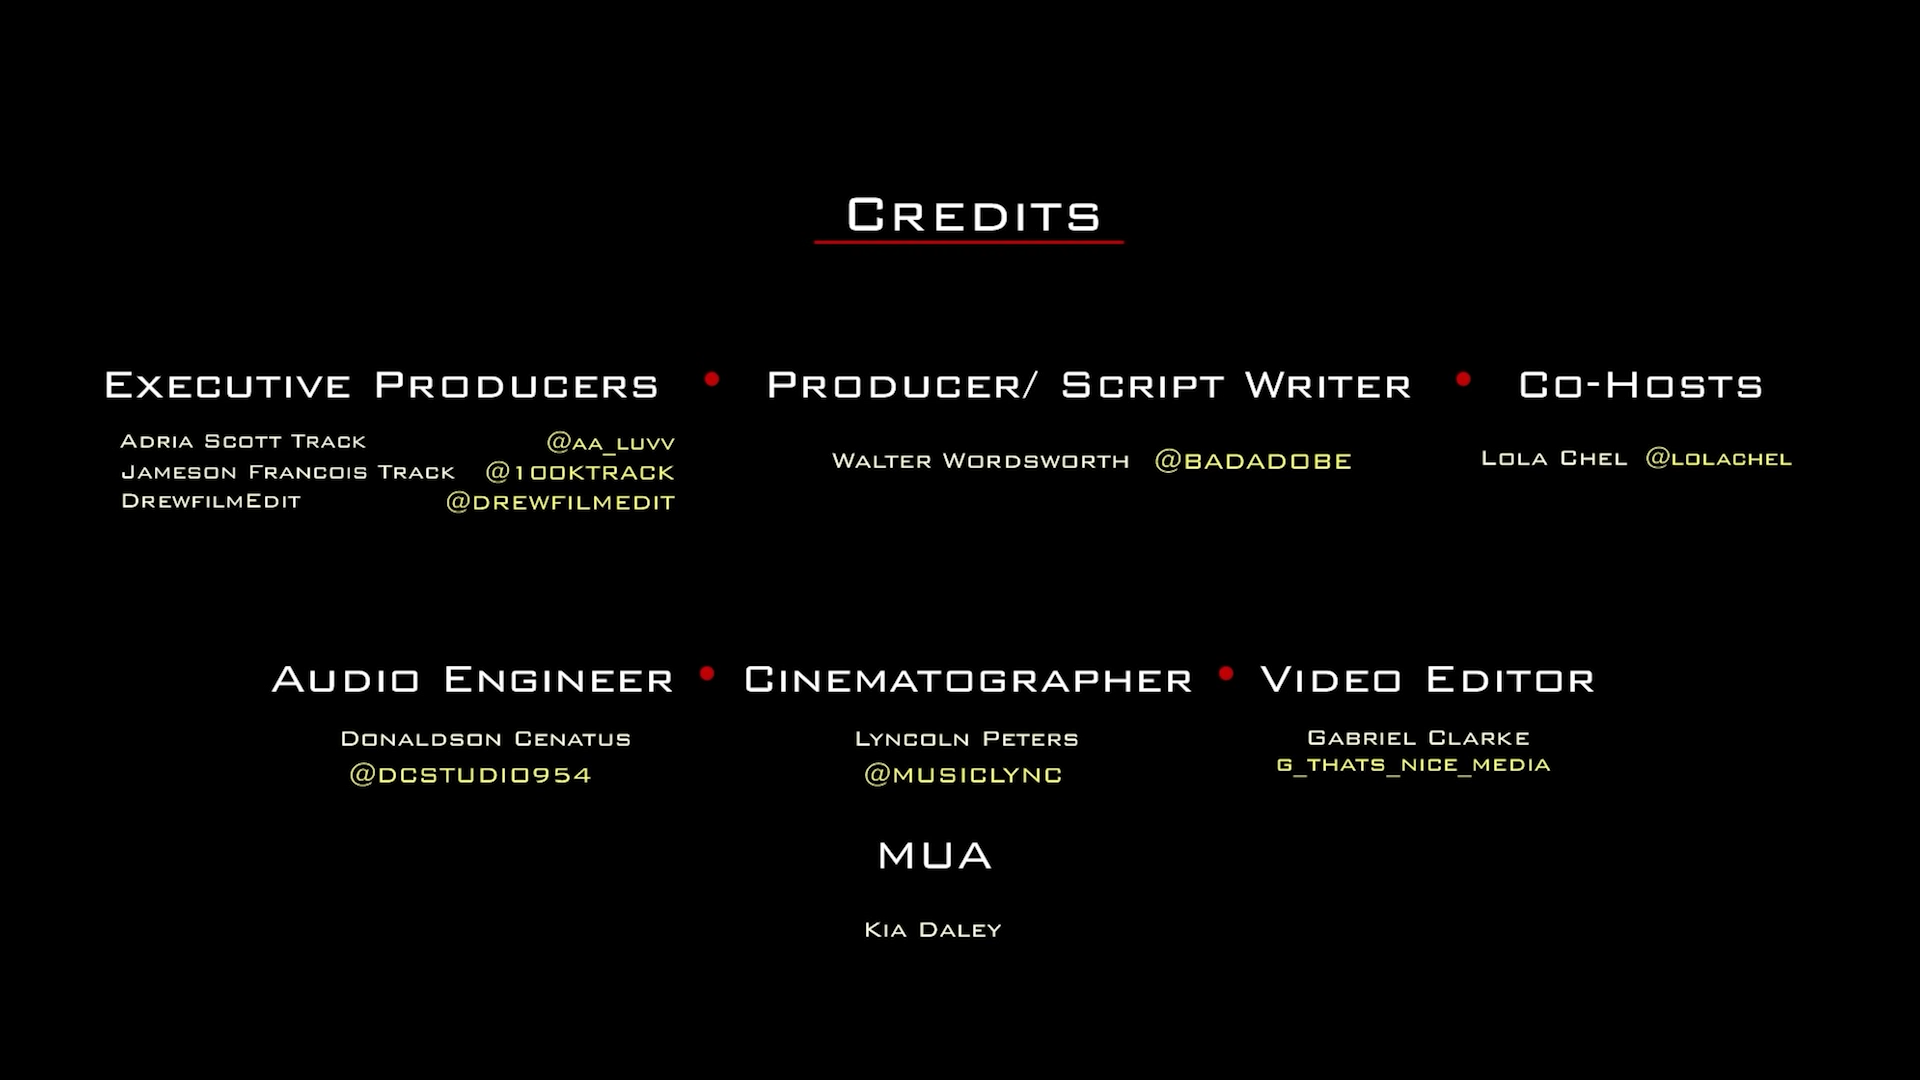 Credits
Executive Producers • Producer/ Script Writer • Co-Hosts
Adria Scott Track @aa_luvv
Jameson Francois Track @100ktrack
DrewfilmEdit @drewfilmedit
Walter Wordsworth @badadobe
Lola Chel @lolachel
Audio Engineer • Cinematographer • Video Editor
Donaldson Cenatus
@dcstudio954
Lyncoln Peters
@musiclync
Gabriel Clarke
g_thats_nice_media
MUA
Kia Daley